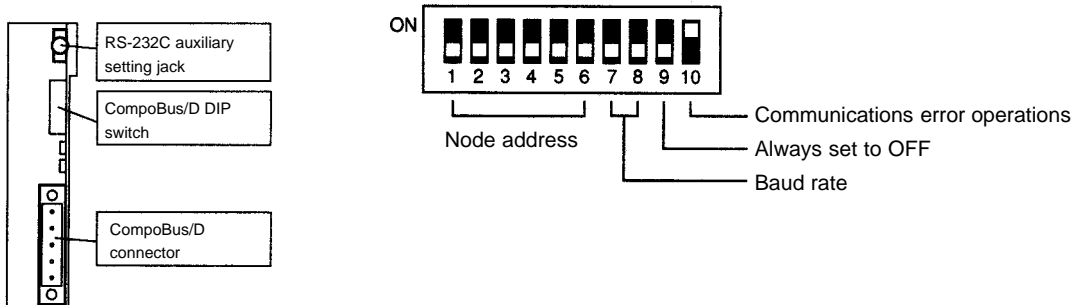 RS-232C auxiliary
setting jack
CompoBus/D DIP
switch
CompoBus/D
connector
ON
1 2 3 4 5 6 7 8 9 10
Node address
Communications error operations
Always set to OFF
Baud rate